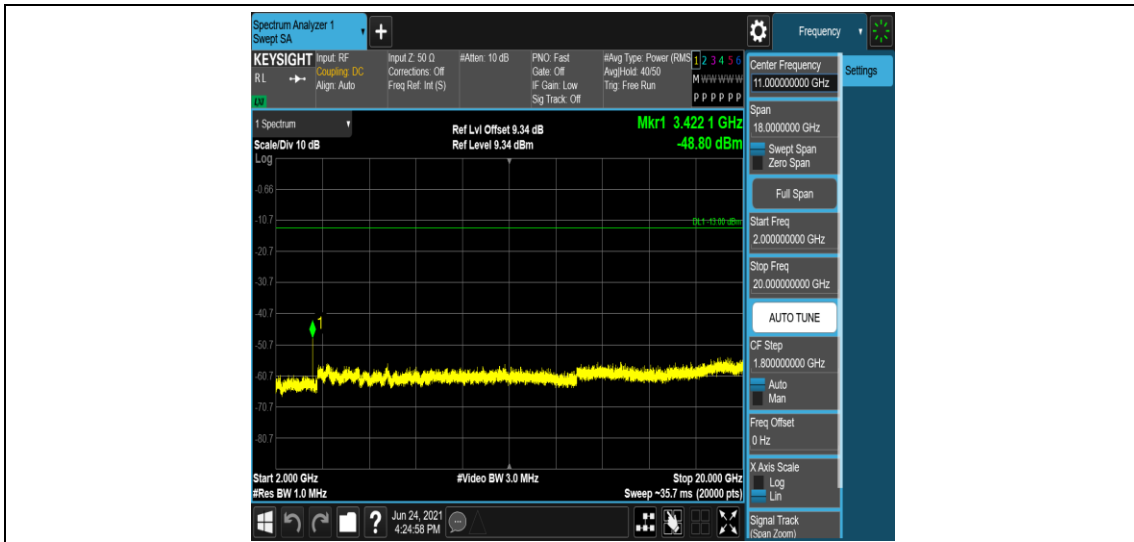 Spectrum Analyzer 1
Swept SA
Frequency
KEYSIGHT
RL
LXI
Input: RF
Coupling: DC
Align: Auto
Input Z: 50 Ω
Corrections: Off
Freq Ref: Int (S)
#Atten: 10 dB
PNO: Fast
Gate: Off
IF Gain: Low
Sig Track: Off
#Avg Type: Power (RMS
Avg|Hold: 40/50
Trig: Free Run
1 2 3 4 5 6
M W W W W W
P P P P P P
1 Spectrum
Scale/Div 10 dB
Log
Ref Lvl Offset 9.34 dB
Ref Level 9.34 dBm
Mkr1 3.422 1 GHz
-48.80 dBm
-0.66
-10.7
-20.7
-30.7
-40.7
-50.7
-60.7
-70.7
-80.7
DL1 -13.00 dBm
1
Start 2.000 GHz
#Res BW 1.0 MHz
#Video BW 3.0 MHz
Stop 20.000 GHz
Sweep ~35.7 ms (20000 pts)
Center Frequency
11.000000000 GHz
Settings
Span
18.0000000 GHz
Swept Span
Zero Span
Full Span
Start Freq
2.000000000 GHz
Stop Freq
20.000000000 GHz
AUTO TUNE
CF Step
1.800000000 GHz
Auto
Man
Freq Offset
0 Hz
X Axis Scale
Log
Lin
Signal Track
(Span Zoom)
?
Jun 24, 2021
4:24:58 PM